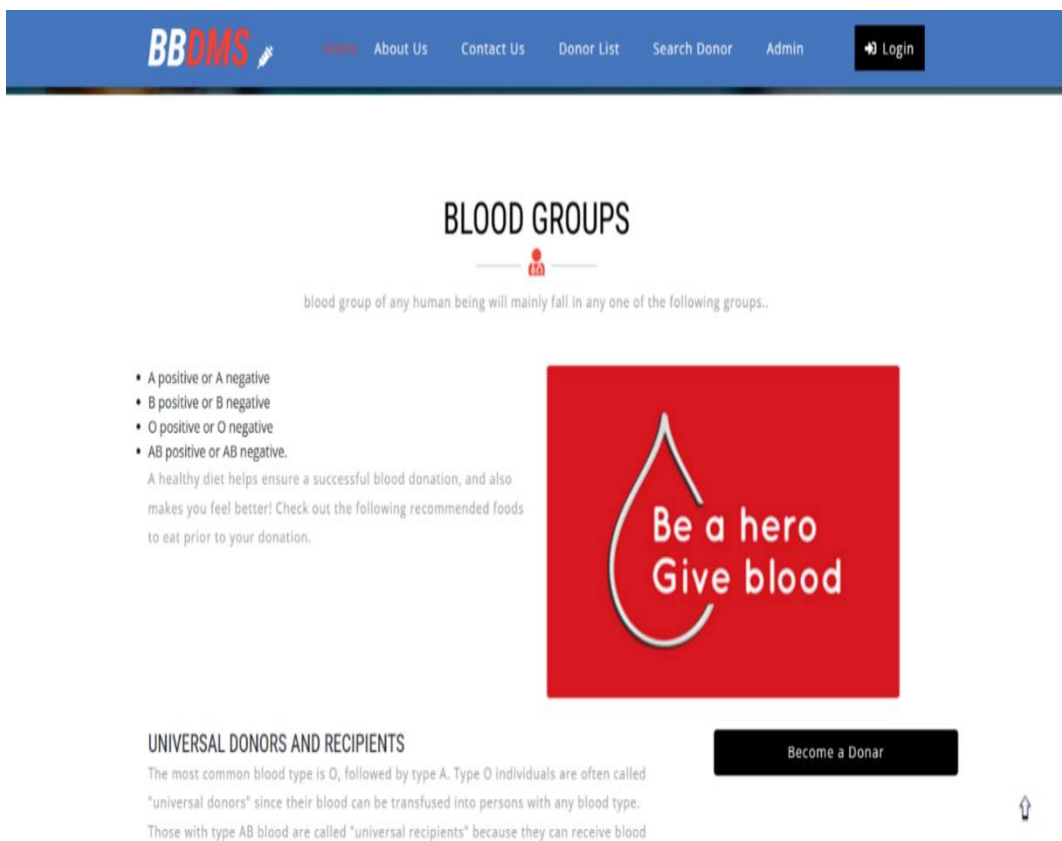 BBDMS
Home About Us Contact Us Donor List Search Donor Admin Login
BLOOD GROUPS
blood group of any human being will mainly fall in any one of the following groups..
• A positive or A negative
• B positive or B negative
• O positive or O negative
• AB positive or AB negative.
A healthy diet helps ensure a successful blood donation, and also
makes you feel better! Check out the following recommended foods
to eat prior to your donation.
Be a hero
Give blood
UNIVERSAL DONORS AND RECIPIENTS
The most common blood type is O, followed by type A. Type O individuals are often called
"universal donors" since their blood can be transfused into persons with any blood type.
Those with type AB blood are called "universal recipients" because they can receive blood
Become a Donar